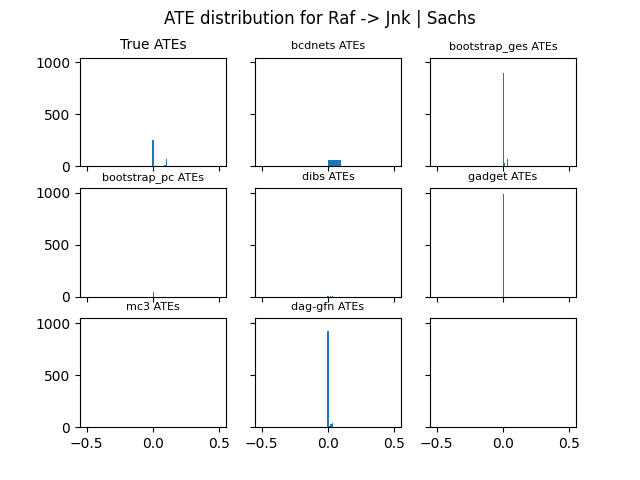 ATE distribution for Raf -> Jnk | Sachs
True ATEs
bcdnets ATEs
bootstrap_ges ATEs
1000
500
0
bootstrap_pc ATEs
dibs ATEs
gadget ATEs
1000
500
0
mc3 ATEs
dag-gfn ATEs
1000
500
0
−0.5 0.0 0.5
−0.5 0.0 0.5
−0.5 0.0 0.5